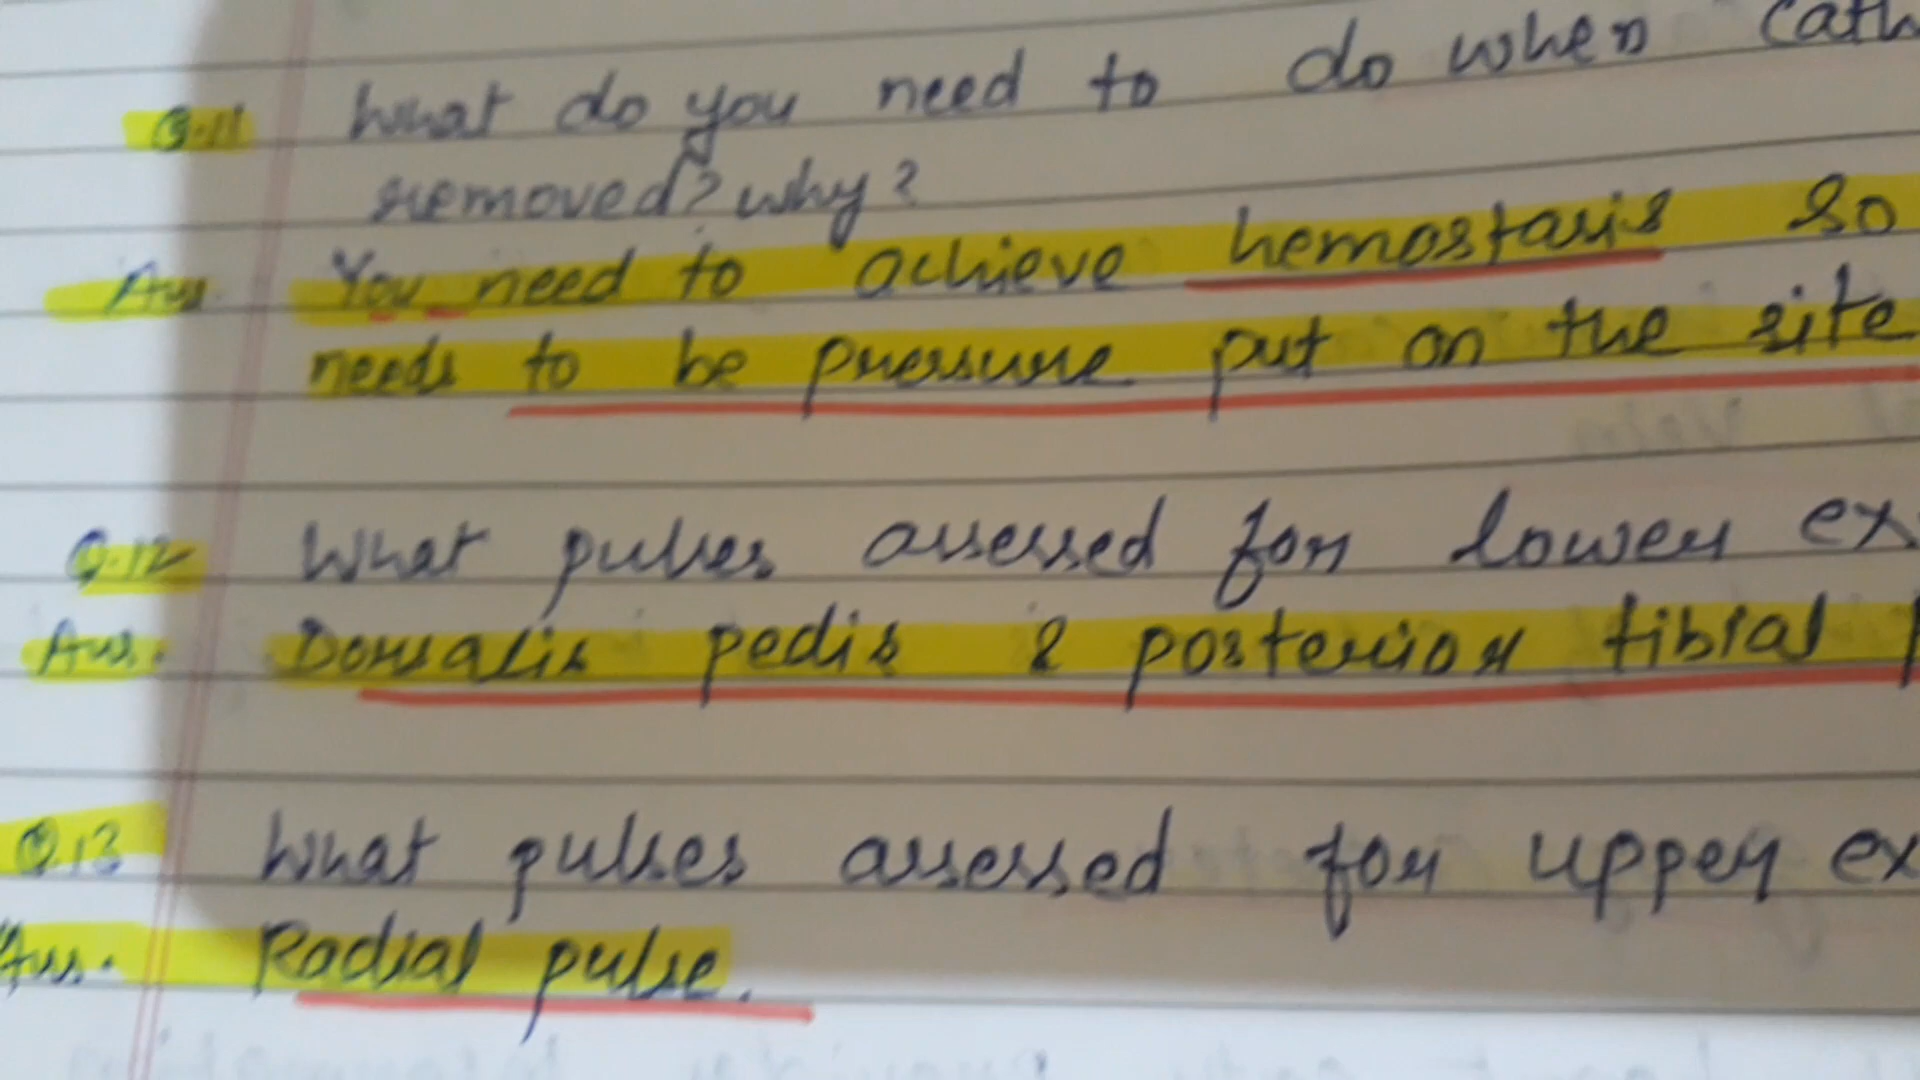 Q.11 What do you need to do when cath
removed? why?
Ans You need to achieve hemostasis so
needs to be pressure put on the site
Q.12 What pulses assessed for lower ex
Ans. Dorsalis pedis & posterior tibial p
Q.13 What pulses assessed for upper ex
Ans. Radial pulse.